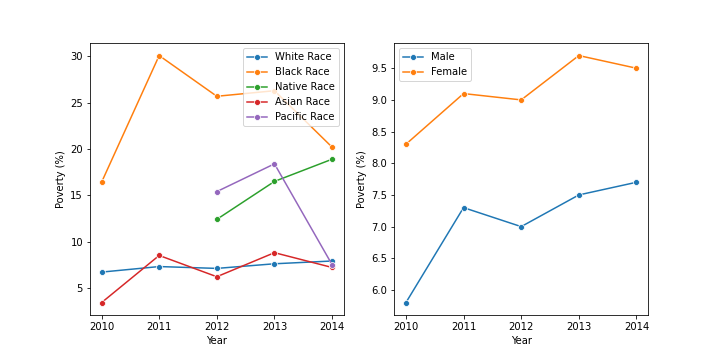 30
25
20
15
10
5
Poverty (%)
2010 2011 2012 2013 2014
Year
White Race
Black Race
Native Race
Asian Race
Pacific Race
9.5
9.0
8.5
8.0
7.5
7.0
6.5
6.0
Poverty (%)
2010 2011 2012 2013 2014
Year
Male
Female